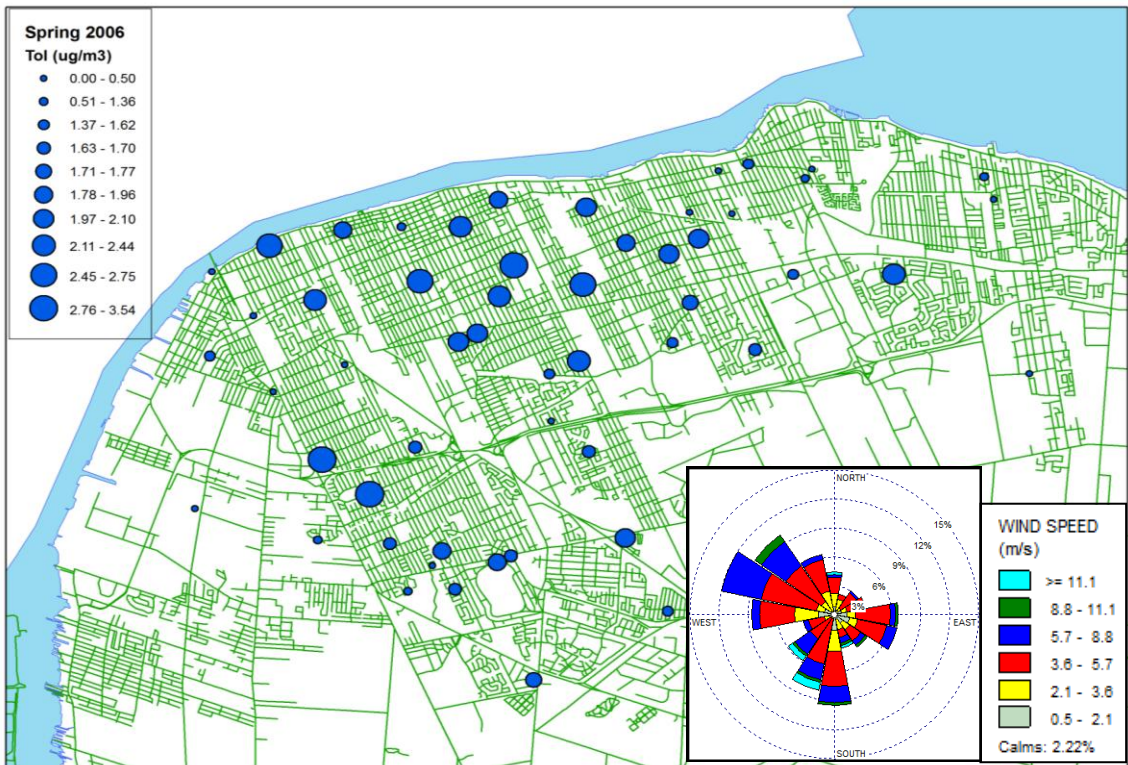 Spring 2006
Tol (ug/m3)
0.00 - 0.50
0.51 - 1.36
1.37 - 1.62
1.63 - 1.70
1.71 - 1.77
1.78 - 1.96
1.97 - 2.10
2.11 - 2.44
2.45 - 2.75
2.76 - 3.54
NORTH
15%
12%
9%
6%
3%
WEST
EAST
SOUTH
WIND SPEED
(m/s)
>= 11.1
8.8 - 11.1
5.7 - 8.8
3.6 - 5.7
2.1 - 3.6
0.5 - 2.1
Calms: 2.22%